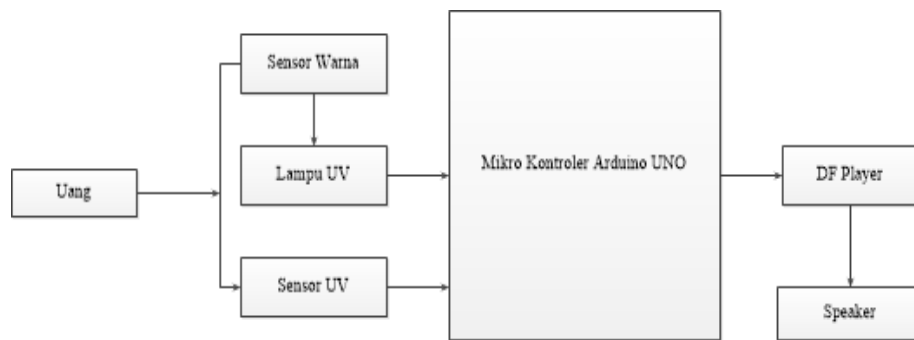 Sensor Warna
Lampu UV
Uang
Sensor UV
Mikro Kontroler Arduino UNO
DF Player
Speaker